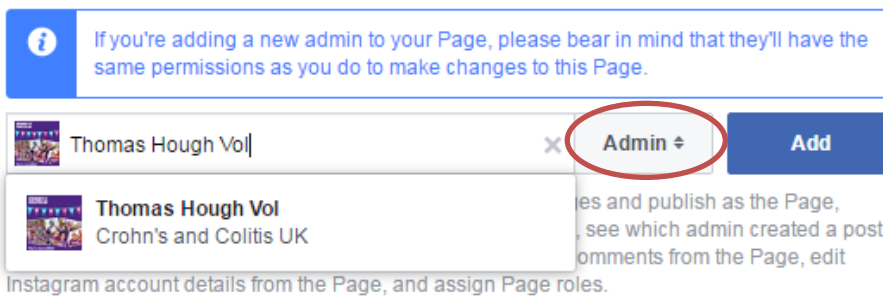 If you're adding a new admin to your Page, please bear in mind that they'll have the
same permissions as you do to make changes to this Page.
Thomas Hough Vol
Admin
Add
Thomas Hough Vol
Crohn's and Colitis UK
and publish as the Page,
, see which admin created a post
from the Page, edit
Instagram account details from the Page, and assign Page roles.